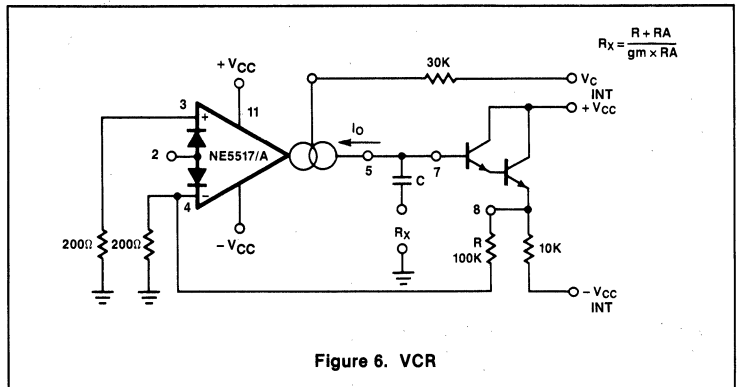 R_X = R + RA / gm × RA
+ V_CC
30K
V_C
INT
+ V_CC
3
+
11
I_O
2
NE5517/A
5
7
C
4
−
8
− V_CC
R_X
R
100K
10K
200Ω
200Ω
− V_CC
INT
Figure 6. VCR